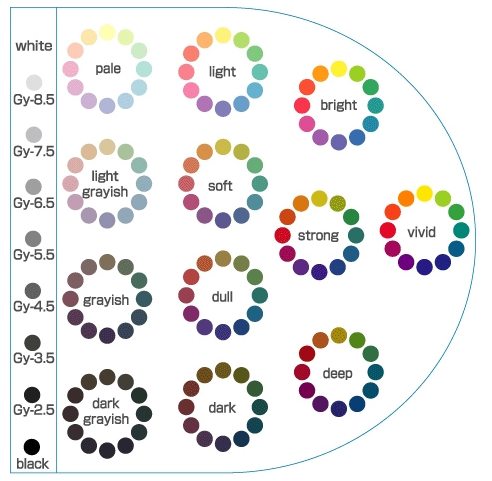 white
Gy-8.5
Gy-7.5
Gy-6.5
Gy-5.5
Gy-4.5
Gy-3.5
Gy-2.5
black
pale
light
grayish
grayish
dark
grayish
light
soft
dull
dark
bright
strong
deep
vivid